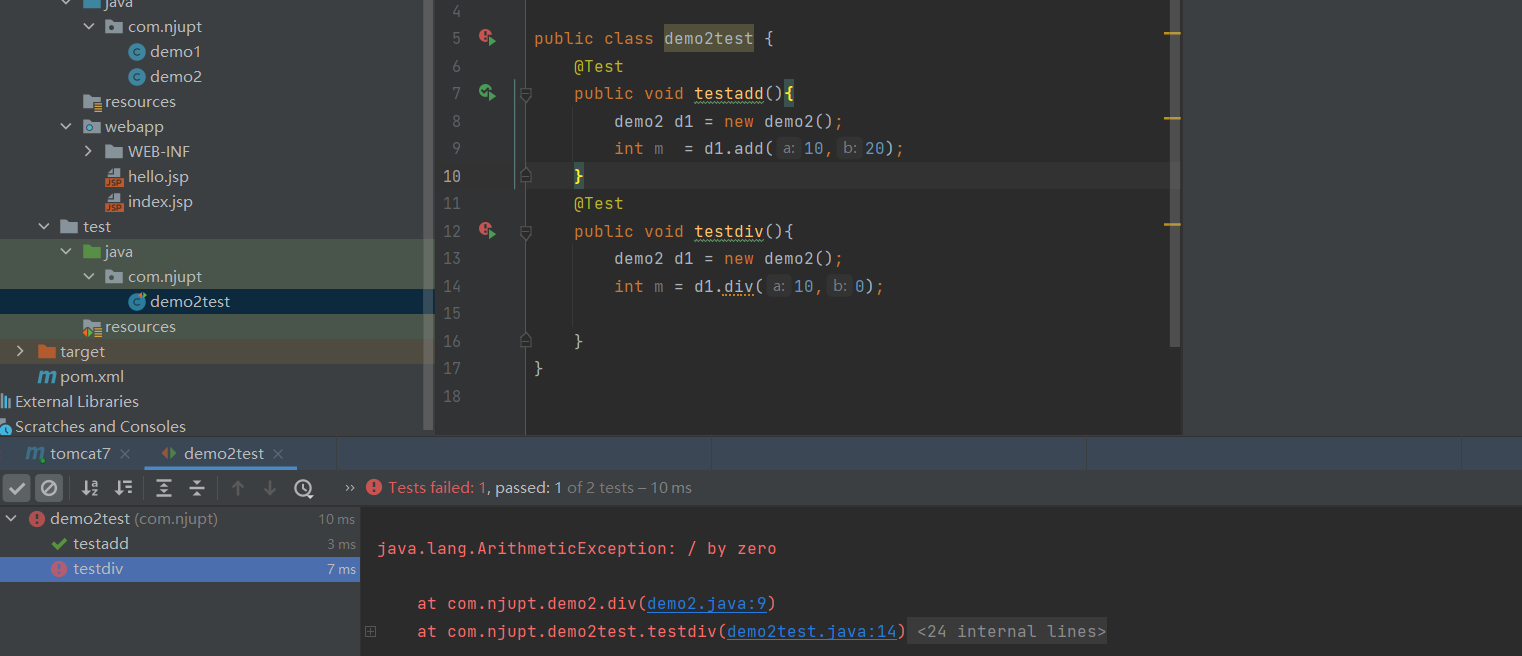 java
com.njupt
demo1
demo2
resources
webapp
WEB-INF
hello.jsp
index.jsp
test
java
com.njupt
demo2test
resources
target
pom.xml
External Libraries
Scratches and Consoles
4
5 public class demo2test {
6 @Test
7 public void testadd(){
8 demo2 d1 = new demo2();
9 int m  = d1.add( a: 10, b: 20);
10 }
11 @Test
12 public void testdiv(){
13 demo2 d1 = new demo2();
14 int m = d1.div( a: 10, b: 0);
15
16 }
17 }
18
tomcat7 demo2test
Tests failed: 1, passed: 1 of 2 tests – 10 ms
demo2test (com.njupt) 10 ms
testadd 3 ms
testdiv 7 ms
java.lang.ArithmeticException: / by zero
at com.njupt.demo2.div(demo2.java:9)
at com.njupt.demo2test.testdiv(demo2test.java:14) <24 internal lines>